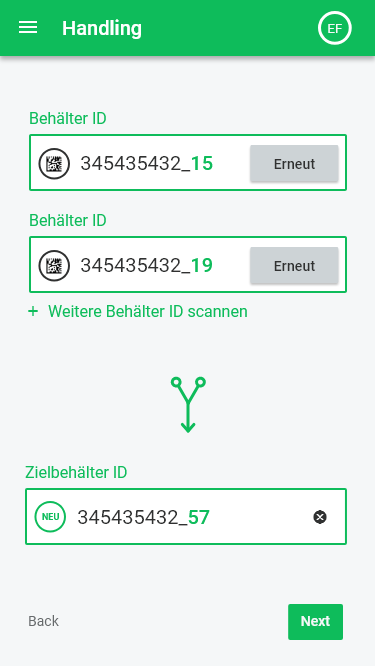 Handling
EF
Behälter ID
345435432_15
Erneut
Behälter ID
345435432_19
Erneut
+ Weitere Behälter ID scannen
Zielbehälter ID
NEU
345435432_57
Back
Next